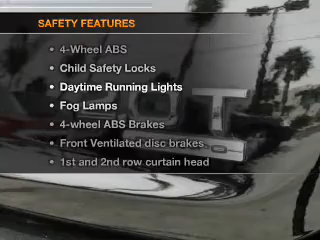 SAFETY FEATURES
• 4-Wheel ABS
• Child Safety Locks
• Daytime Running Lights
• Fog Lamps
• 4-wheel ABS Brakes
• Front Ventilated disc brakes
• 1st and 2nd row curtain head